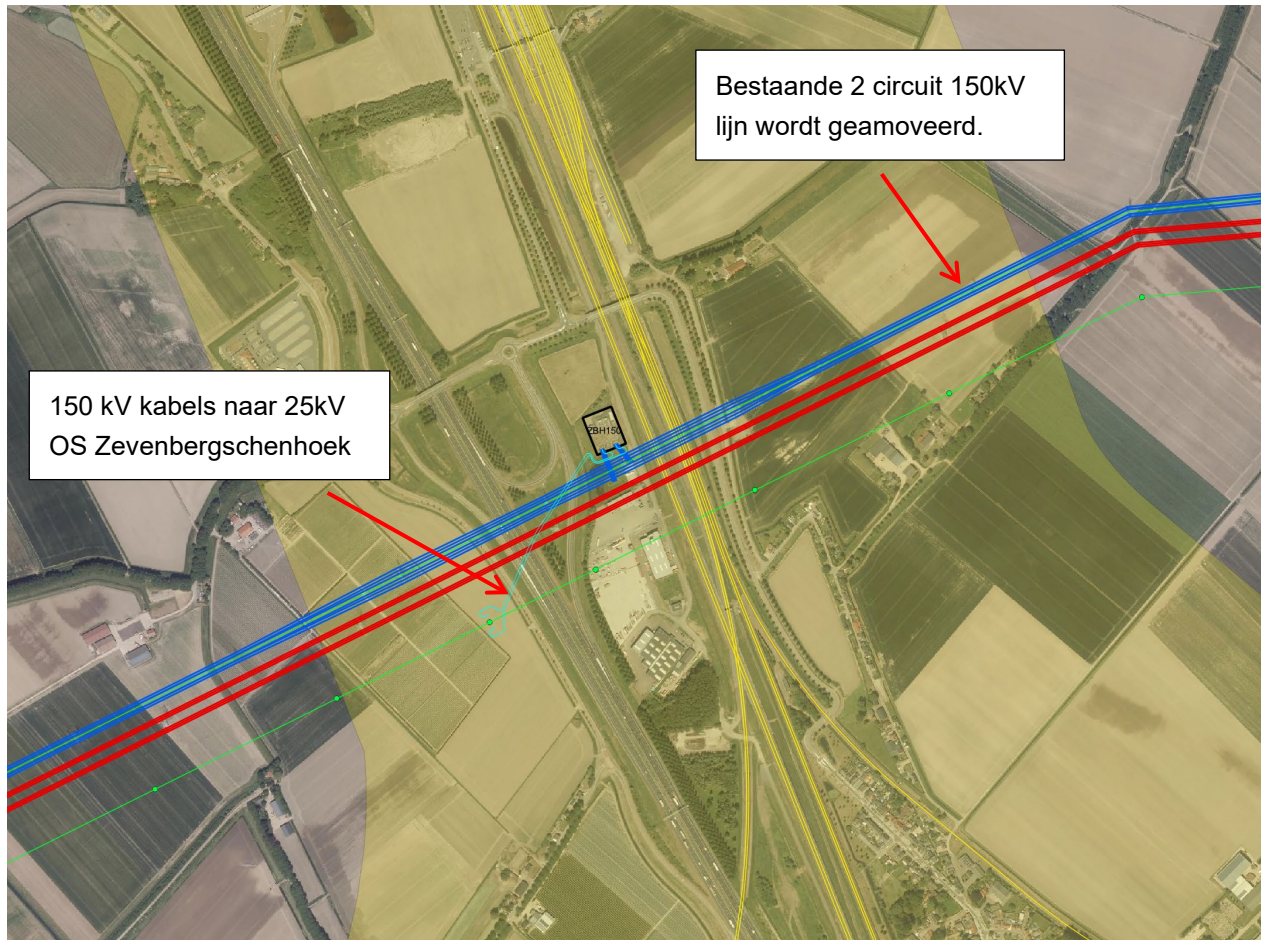 Bestaande 2 circuit 150kV
lijn wordt geamoveerd.
150 kV kabels naar 25kV
OS Zevenbergschenhoek
ZBH150